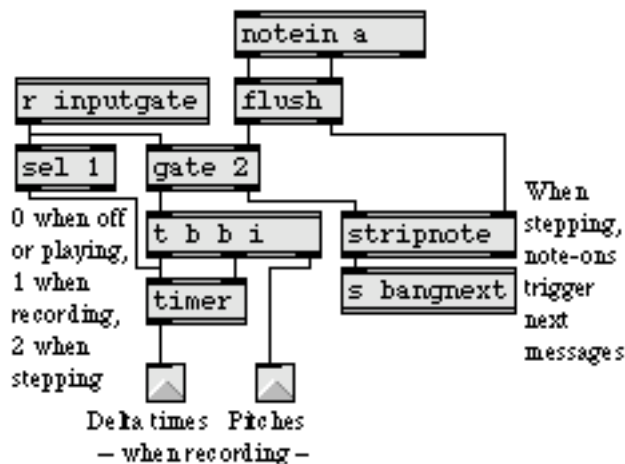 notein a
r inputgate
flush
sel 1
gate 2
0 when off
or playing,
1 when
recording,
2 when
stepping
t b b i
stripnote
When
stepping,
note-ons
trigger
next
messages
timer
s bangnext
Delta times
Pitches
– when recording –